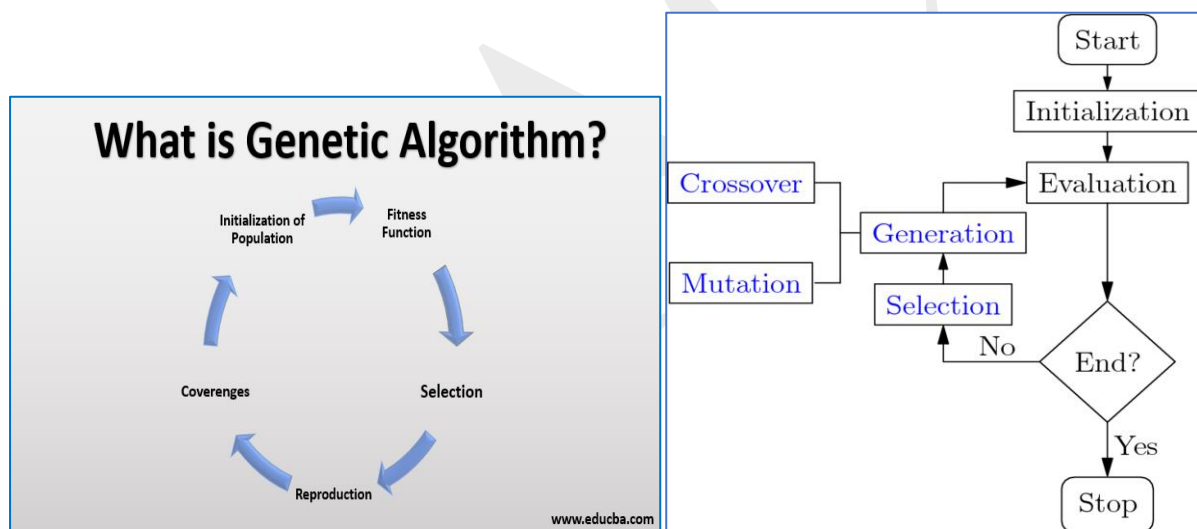 What is Genetic Algorithm?
Initialization of
Population
Fitness
Function
Selection
Reproduction
Coverenges
www.educba.com
Start
Initialization
Evaluation
Crossover
Generation
Mutation
Selection
No
End?
Yes
Stop